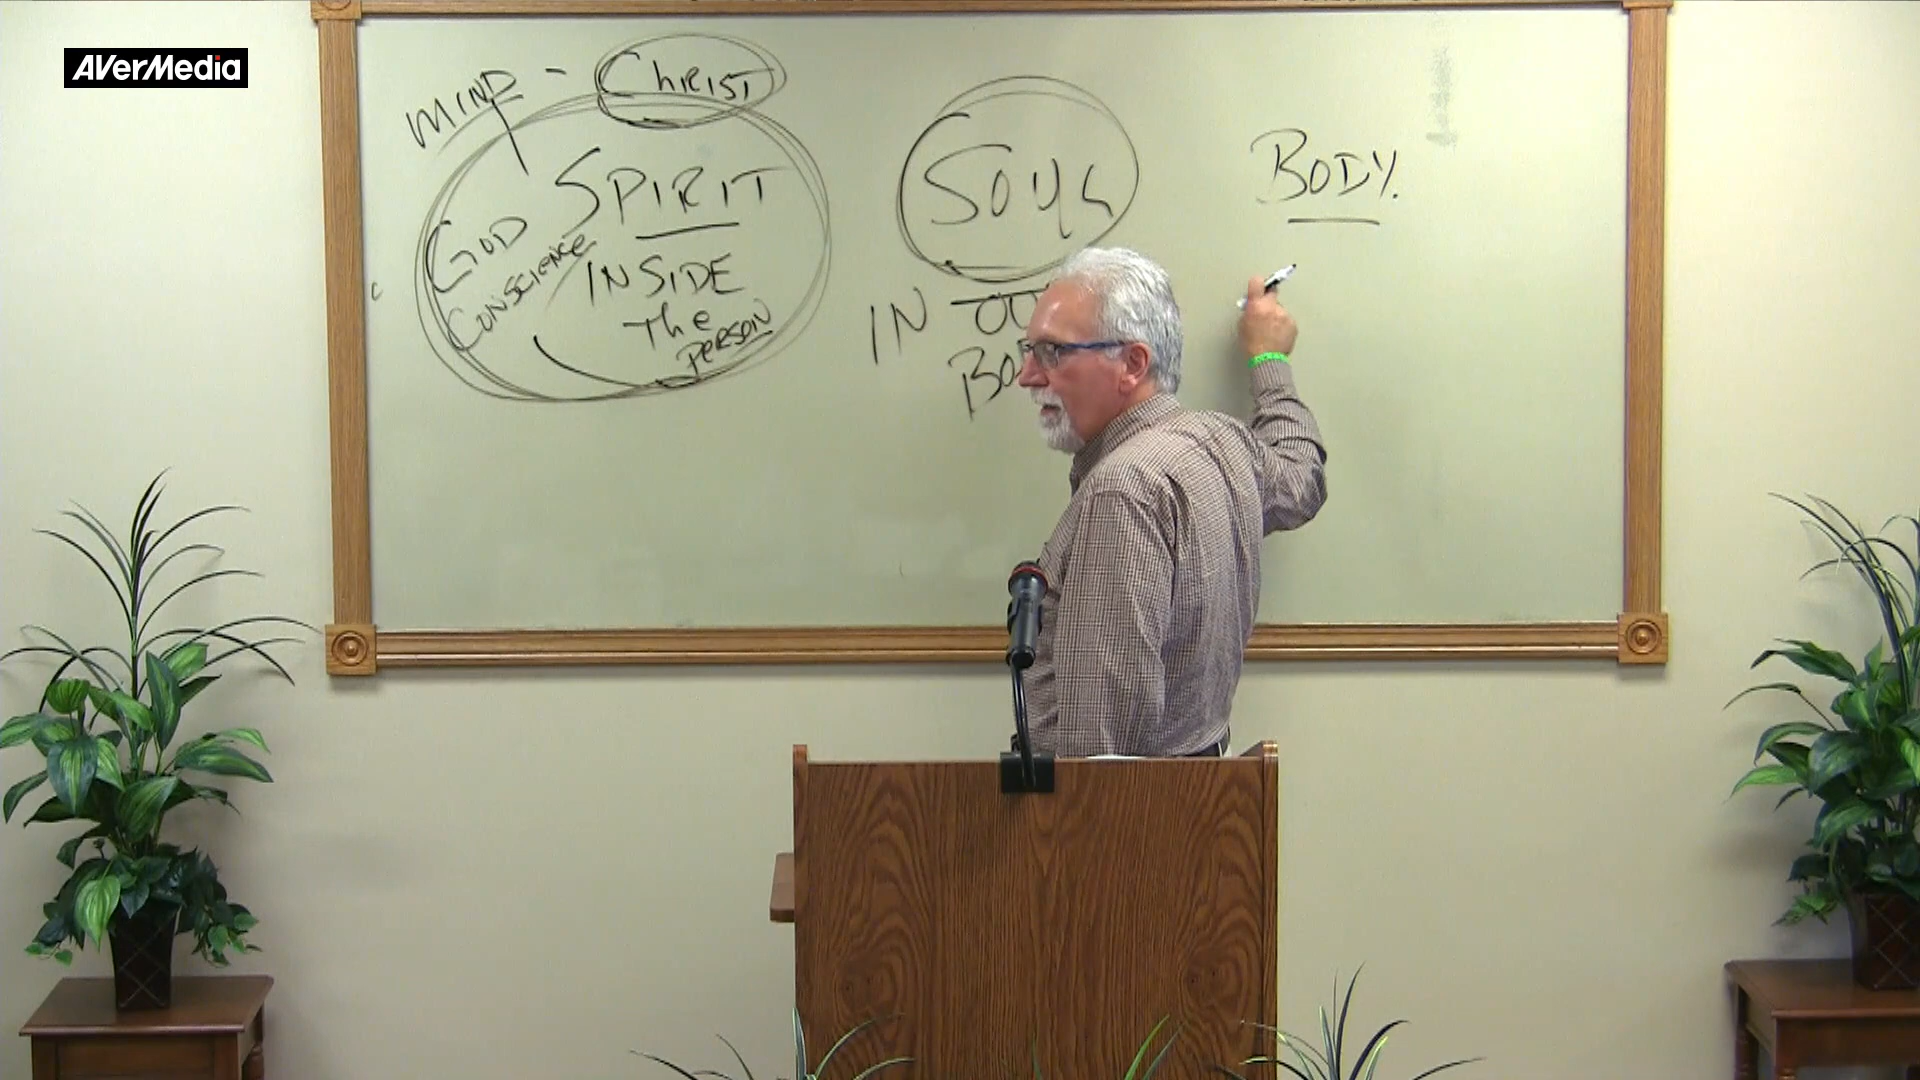 AVerMedia
MIND - CHRIST
SPIRIT
GOD
CONSCIENCE
INSIDE
The
PERSON
SOUL
IN
BODY.